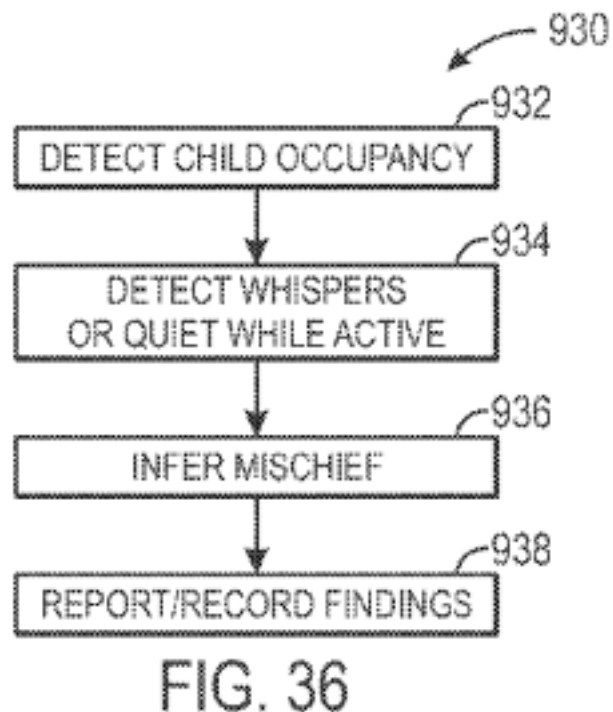 930
932
DETECT CHILD OCCUPANCY
934
DETECT WHISPERS
OR QUIET WHILE ACTIVE
936
INFER MISCHIEF
938
REPORT/RECORD FINDINGS
FIG. 36